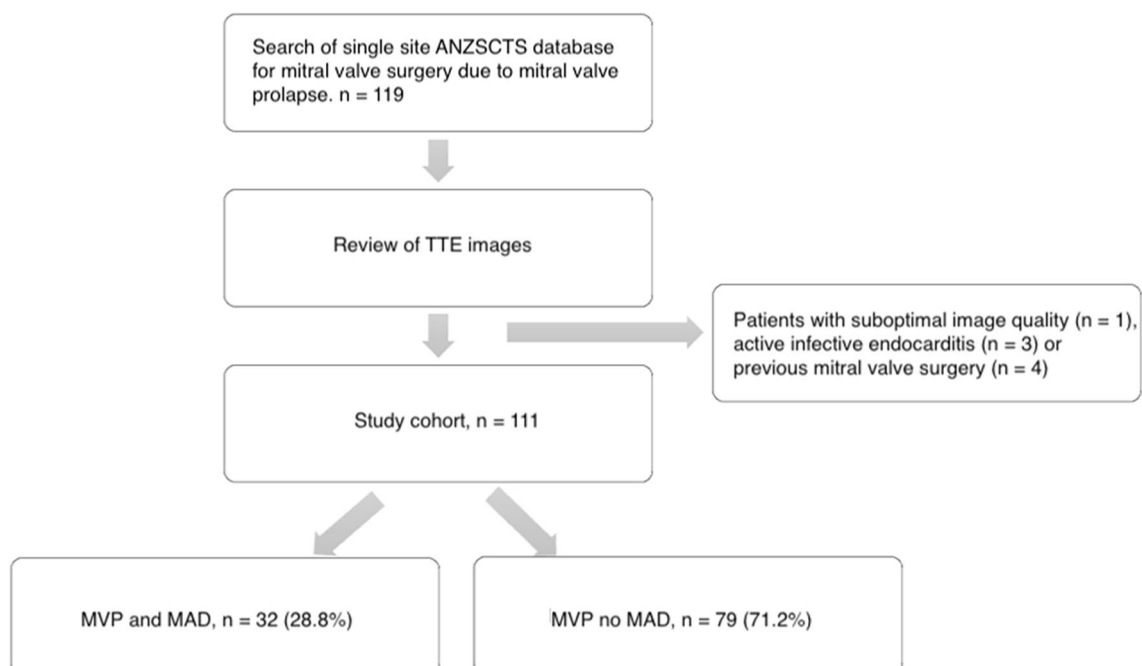 Search of single site ANZSCTS database
for mitral valve surgery due to mitral valve
prolapse. n = 119
Review of TTE images
Patients with suboptimal image quality (n = 1),
active infective endocarditis (n = 3) or
previous mitral valve surgery (n = 4)
Study cohort, n = 111
MVP and MAD, n = 32 (28.8%)
MVP no MAD, n = 79 (71.2%)